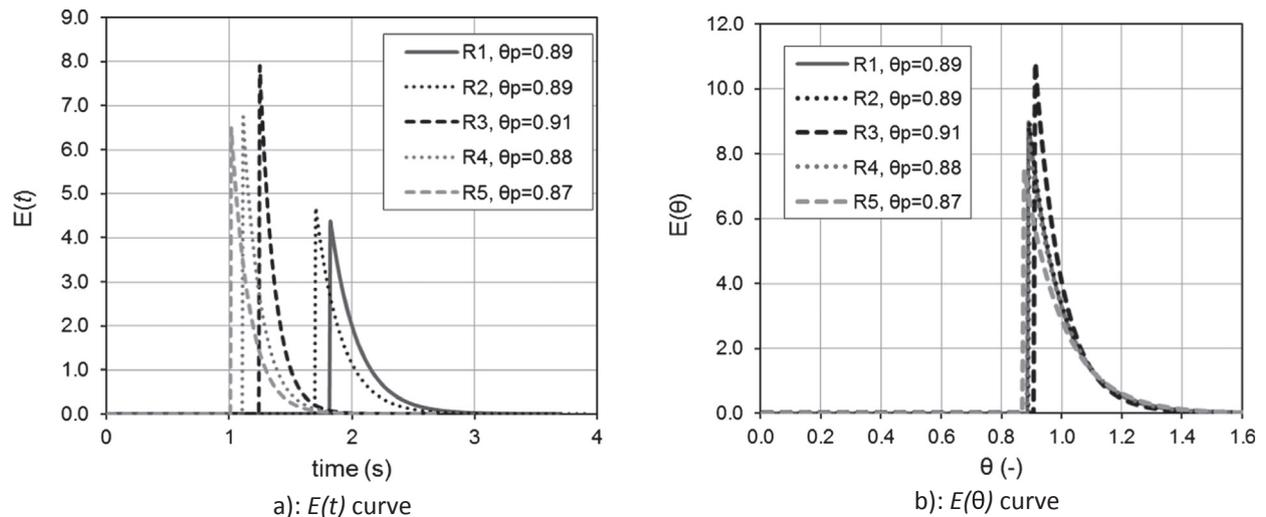 9.0
8.0
7.0
6.0
5.0
4.0
3.0
2.0
1.0
0.0
E(t)
R1, θp=0.89
R2, θp=0.89
R3, θp=0.91
R4, θp=0.88
R5, θp=0.87
0 1 2 3 4
time (s)
a): E(t) curve
12.0
10.0
8.0
6.0
4.0
2.0
0.0
E(θ)
R1, θp=0.89
R2, θp=0.89
R3, θp=0.91
R4, θp=0.88
R5, θp=0.87
0.0 0.2 0.4 0.6 0.8 1.0 1.2 1.4 1.6
θ (-)
b): E(θ) curve